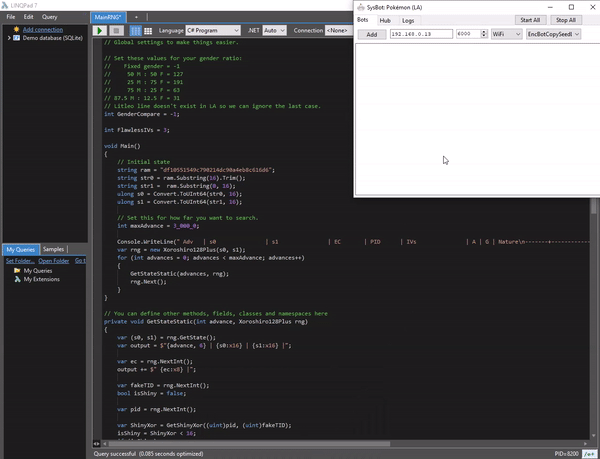 LINQPad 7
File Edit Help
Add connection
Demo database (SQLite)
My Queries Samples
Set Folder... Open Folder Go t
My Queries
My Extensions
MainRNG* +
Language C# Program .NET Auto Connection <None>
// Global settings to make things easier.
// Set these values for your gender ratio:
// Fixed gender = -1
// 50 M : 50 F = 127
// 25 M : 75 F = 191
// 75 M : 25 F = 63
// 87.5 M : 12.5 F = 31
// Litleo line doesn't exist in LA so we can ignore the last case.
int GenderCompare = -1;
int FlawlessIVs = 3;
void Main()
{
// Initial state
string ram = "df10551549c790214dc90a4eb8c616d6";
string str0 = ram.Substring(16).Trim();
string str1 = ram.Substring(0, 16);
ulong s0 = Convert.ToUInt64(str0, 16);
ulong s1 = Convert.ToUInt64(str1, 16);
// Set this for how far you want to search.
int maxAdvance = ?_000_0;
Console.WriteLine(" Adv | s0 | s1 | EC | PID | IVs | A | G | Nature\n-------+------------
var rng = new Xoroshiro128Plus(s0, s1);
for (int advances = 0; advances < maxAdvance; advances++)
{
GetStateStatic(advances, rng);
rng.Next();
}
}
// You can define other methods, fields, classes and namespaces here
private void GetStateStatic(int advance, Xoroshiro128Plus rng)
{
var (s0, s1) = rng.GetState();
var output = $"{advance, 6} | {s0:x16} | {s1:x16} |";
var ec = rng.NextInt();
output += $" {ec:x8} |";
var fakeTID = rng.NextInt();
bool isShiny = false;
var pid = rng.NextInt();
var ShinyXor = GetShinyXor((uint)pid, (uint)fakeTID);
isShiny = ShinyXor < 16;
Query successful (0.085 seconds optimized)
PID=8200 /o+
SysBot: Pokémon (LA)
Bots Hub Logs Start All Stop All
Add 192.168.0.13 6000 WiFi EncBotCopySeedL